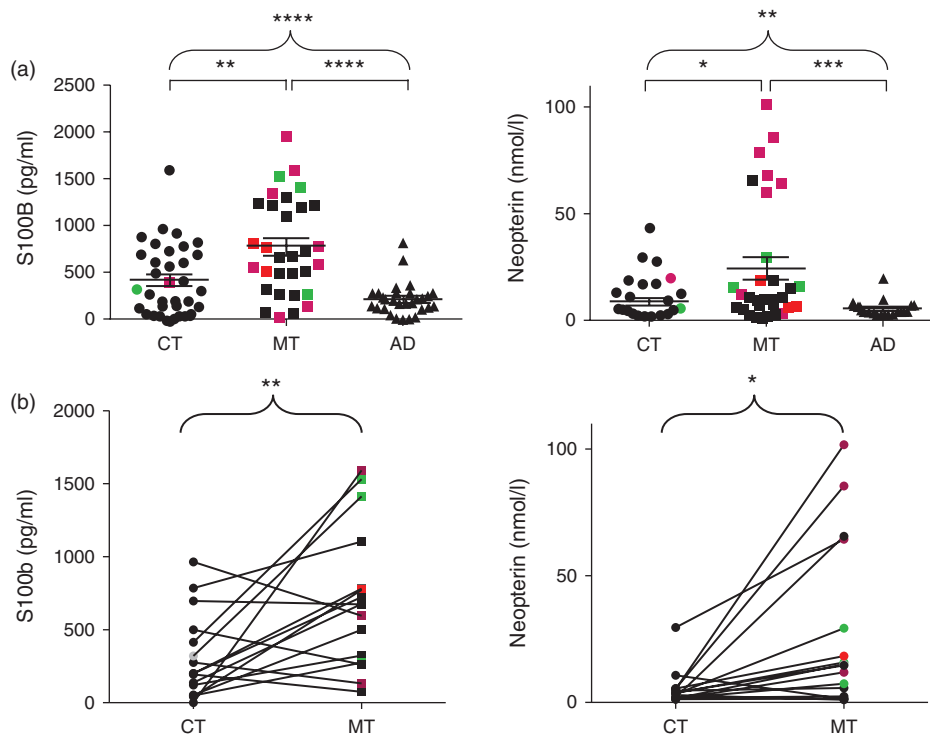 ****
(a)
** ****
2500
2000
1500
1000
500
0
S100B (pg/ml)
CT MT AD
**
* ***
100
50
0
Neopterin (nmol/l)
CT MT AD
(b)
**
2000
1500
1000
500
0
S100b (pg/ml)
CT MT
*
100
50
0
Neopterin (nmol/l)
CT MT